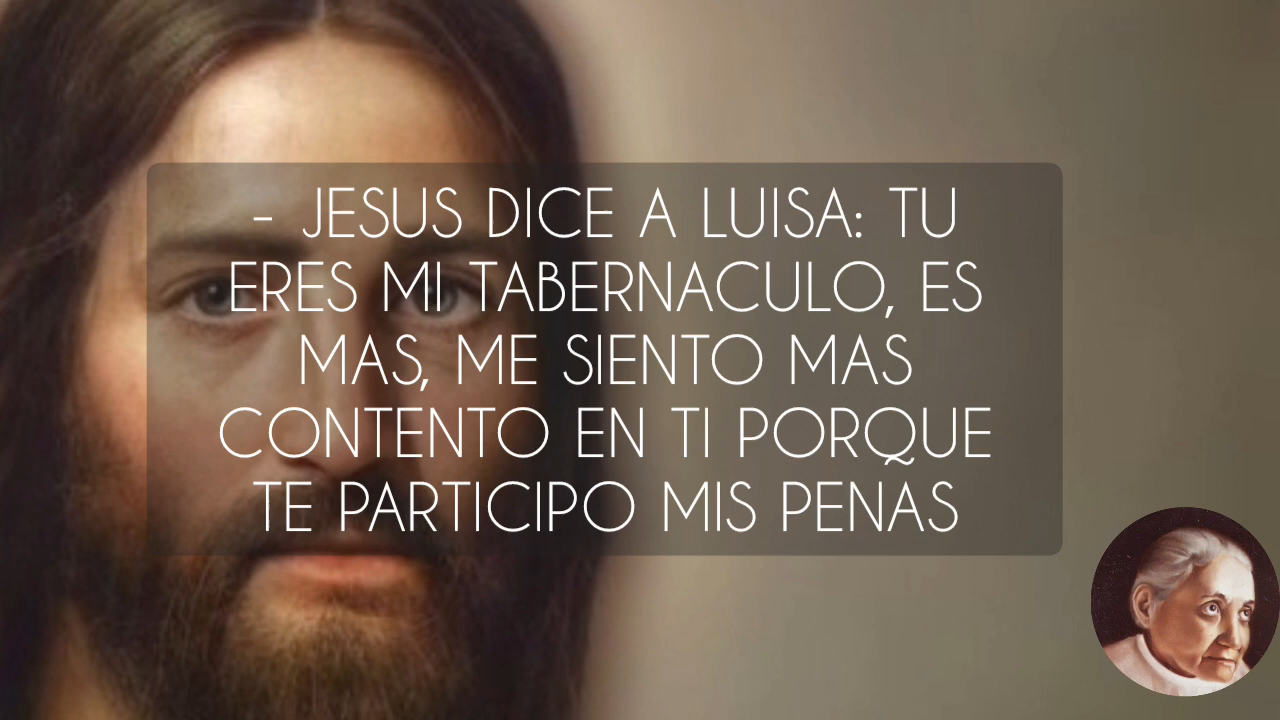 - JESUS DICE A LUISA: TU
ERES MI TABERNACULO, ES
MAS, ME SIENTO MAS
CONTENTO EN TI PORQUE
TE PARTICIPO MIS PENAS